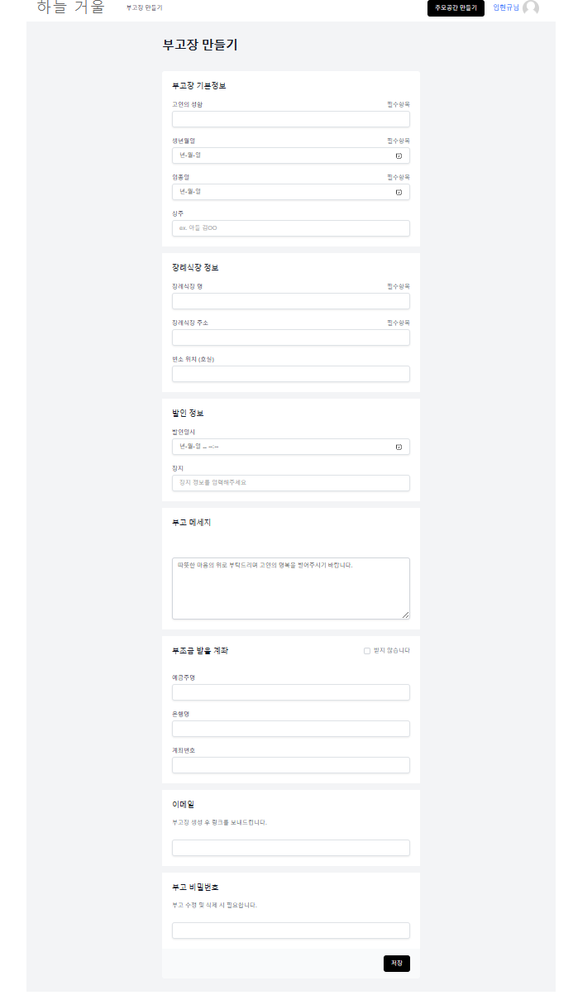 하늘 거울
부고장 만들기
추모공간 만들기
임현규님
부고장 만들기
부고장 기본정보
고인의 성함
필수항목
생년월일
필수항목
년-월-일
임종일
필수항목
년-월-일
상주
ex. 아들 김OO
장례식장 정보
장례식장 명
필수항목
장례식장 주소
필수항목
빈소 위치 (호실)
발인 정보
발인일시
년-월-일 -- --:--
장지
장지 정보를 입력해주세요
부고 메세지
따뜻한 마음의 위로 부탁드리며 고인의 명복을 빌어주시기 바랍니다.
부조금 받을 계좌
받지 않습니다
예금주명
은행명
계좌번호
이메일
부고장 생성 후 링크를 보내드립니다.
부고 비밀번호
부고 수정 및 삭제 시 필요합니다.
저장